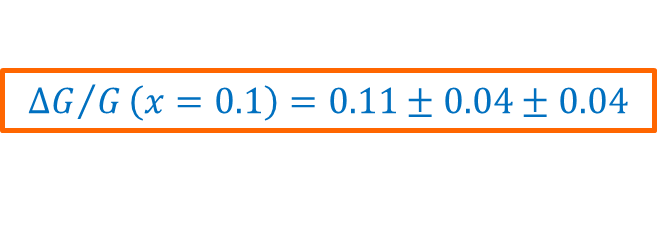 ΔG/G (x = 0.1) = 0.11 ± 0.04 ± 0.04